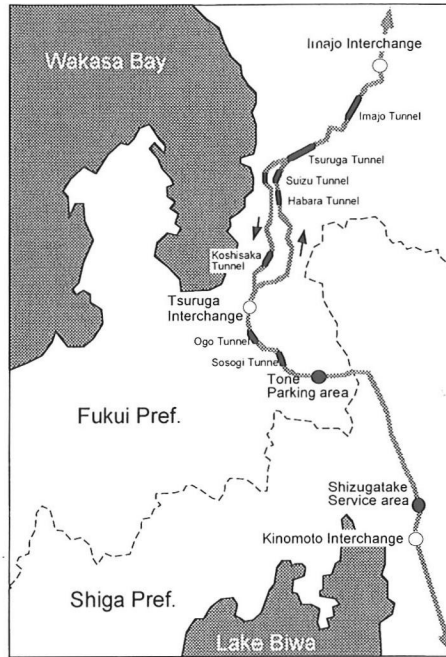 Imajo Interchange
Wakasa Bay
Imajo Tunnel
Tsuruga Tunnel
Suizu Tunnel
Habara Tunnel
Koshisaka
Tunnel
Tsuruga
Interchange
Ogo Tunnel
Sosogi Tunnel
Tone
Parking area
Fukui Pref.
Shizugatake
Service area
Kinomoto Interchange
Shiga Pref.
Lake Biwa